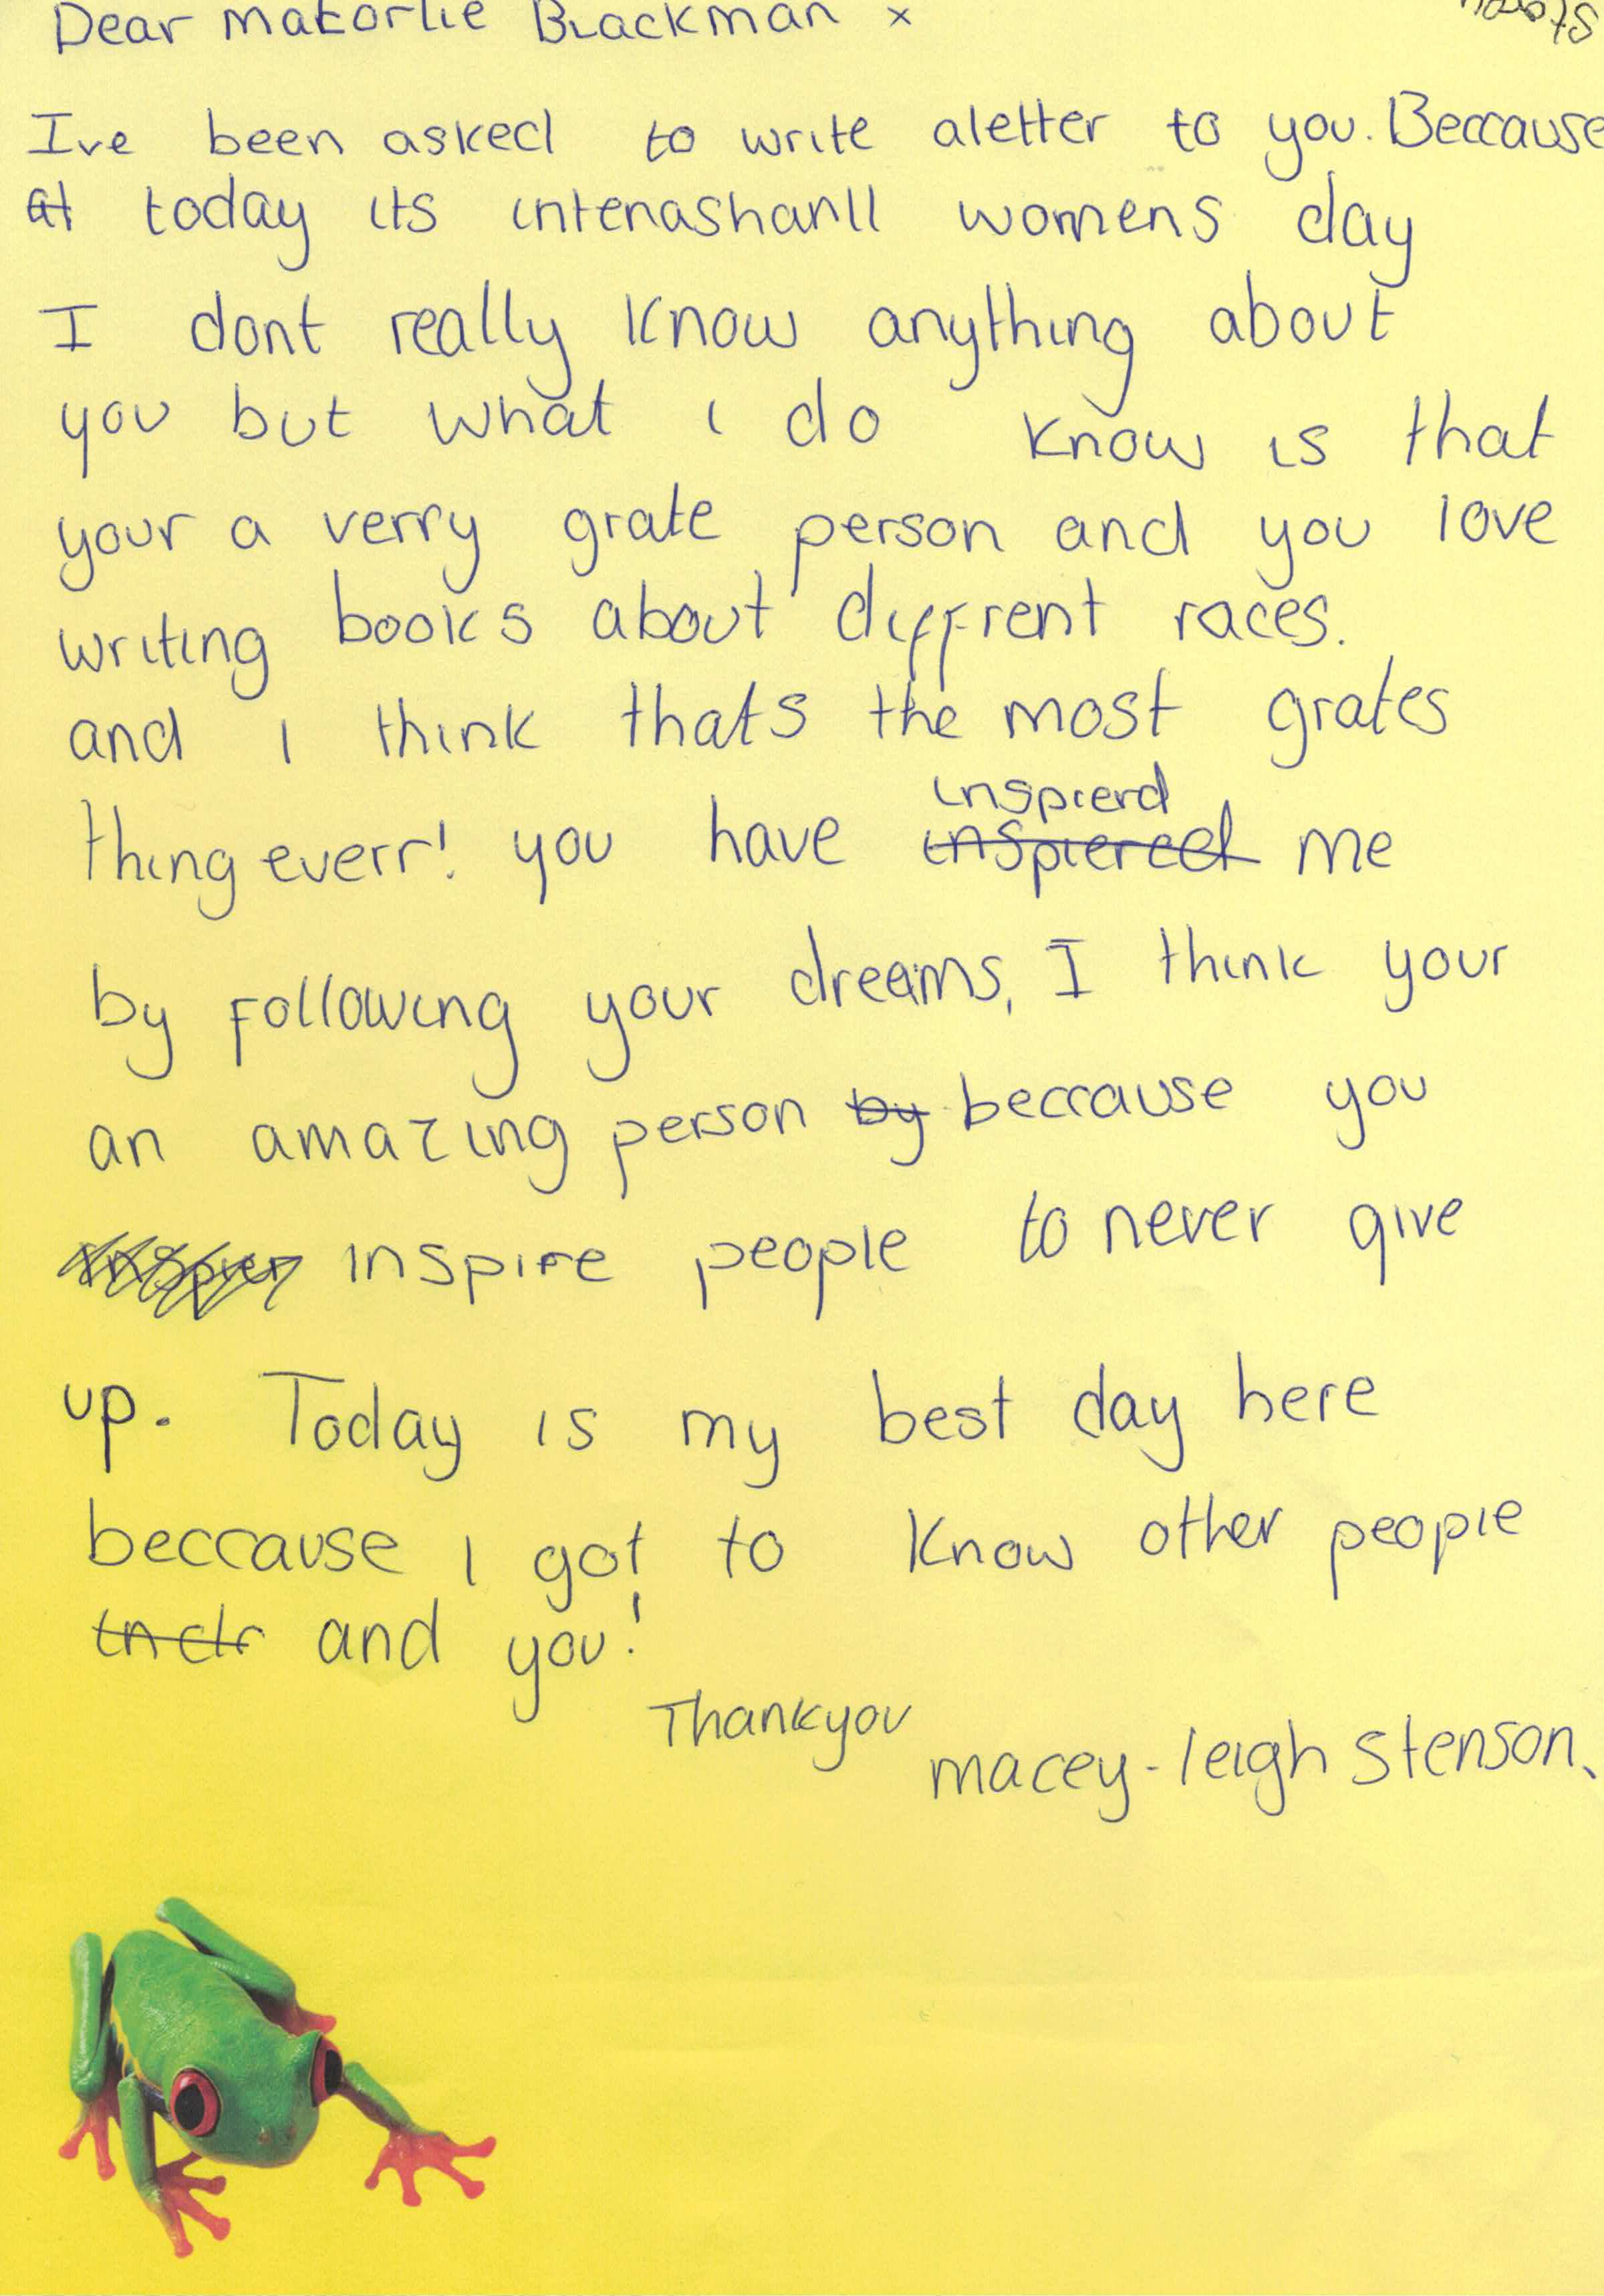 Dear Malorlie Blackman x
Ive been asked to write aletter to you. Beccause
at today its intenashanll womens day
I dont really know anything about
you but what i do know is that
your a verry grate person and you love
writing books about diffrent races.
and i think thats the most grates
inspierd
thing everr! you have inspiereed me
by following your dreams, I think your
an amazing person by beccause you
inspire people to never give
up. Today is my best day here
beccause i got to know other people
and you!
Thankyou
macey-leigh Stenson.